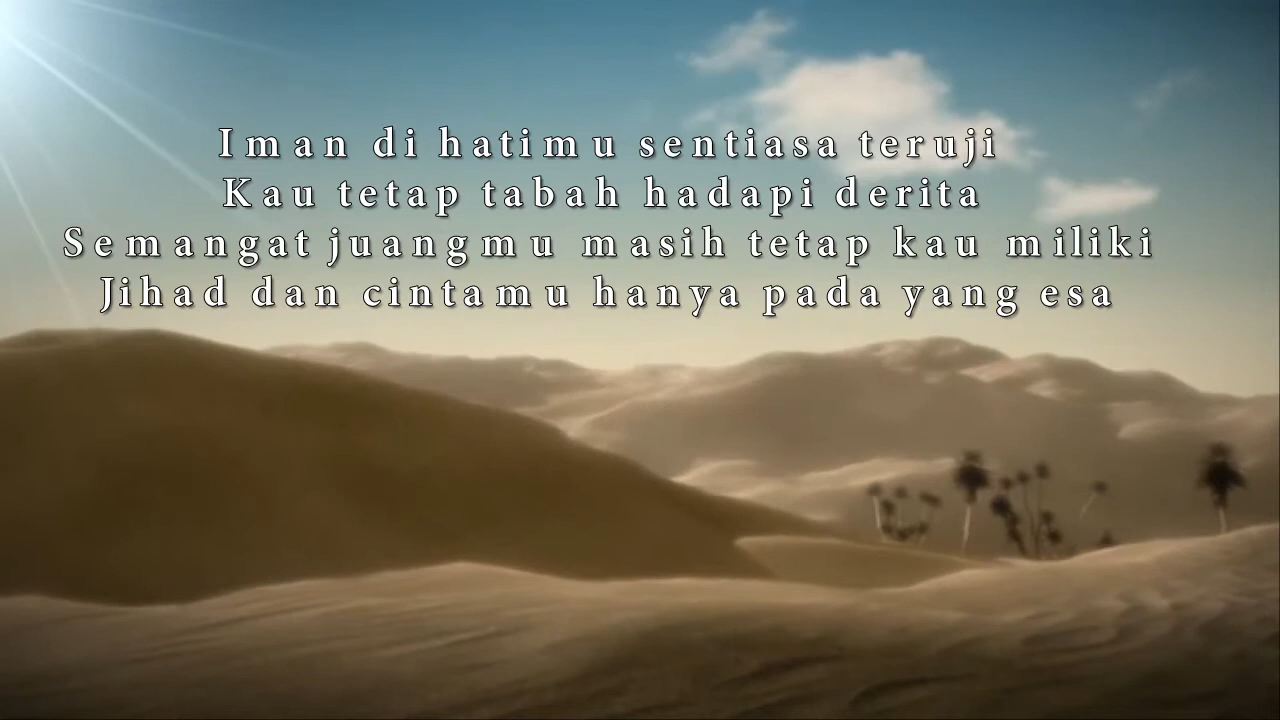 Iman di hatimu sentiasa teruji
Kau tetap tabah hadapi derita
Semangat juangmu masih tetap kau miliki
Jihad dan cintamu hanya pada yang esa